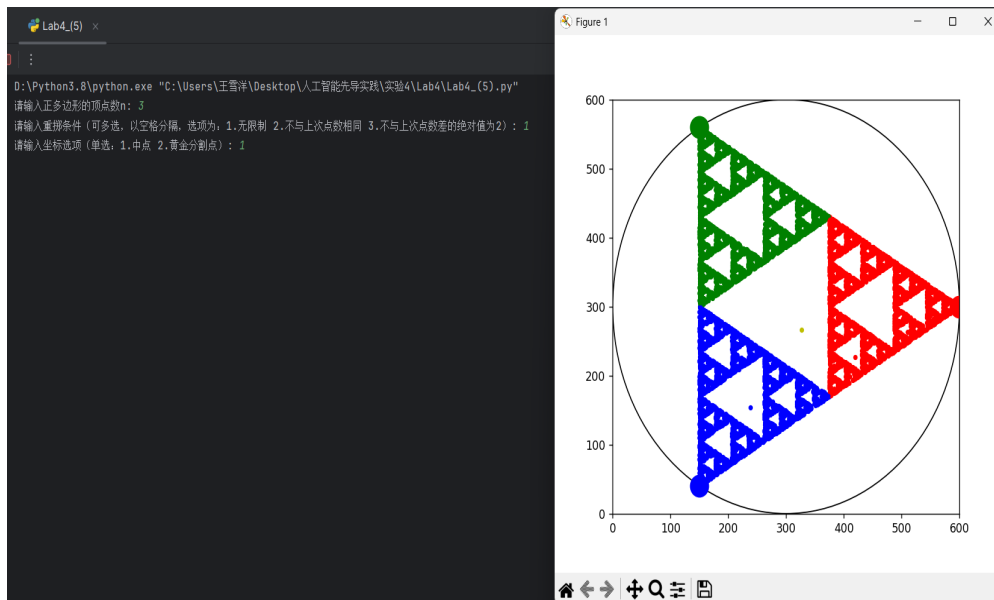 Lab4_(5)
D:\Python3.8\python.exe "C:\Users\王雪洋\Desktop\人工智能先导实践\实验4\Lab4\Lab4_(5).py"
请输入正多边形的顶点数n: 3
请输入重掷条件（可多选，以空格分隔，选项为：1.无限制 2.不与上次点数相同 3.不与上次点数差的绝对值为2）: 1
请输入坐标选项（单选：1.中点 2.黄金分割点）: 1
Figure 1
600
500
400
300
200
100
0
0 100 200 300 400 500 600